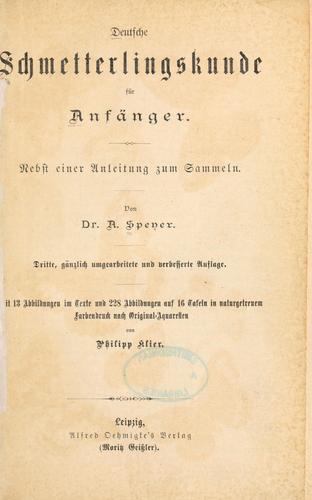 Deutsche
Schmetterlingskunde
für
Anfänger.
Nebst einer Anleitung zum Sammeln.
Von
Dr. A. Speyer.
Dritte, gänzlich umgearbeitete und verbesserte Auflage.
it 13 Abbildungen im Texte und 228 Abbildungen auf 16 Tafeln in naturgetreuem
Farbendruck nach Original-Aquarellen
von
Philipp Klier.
Leipzig,
Alfred Oehmigke's Verlag
(Moritz Geißler).